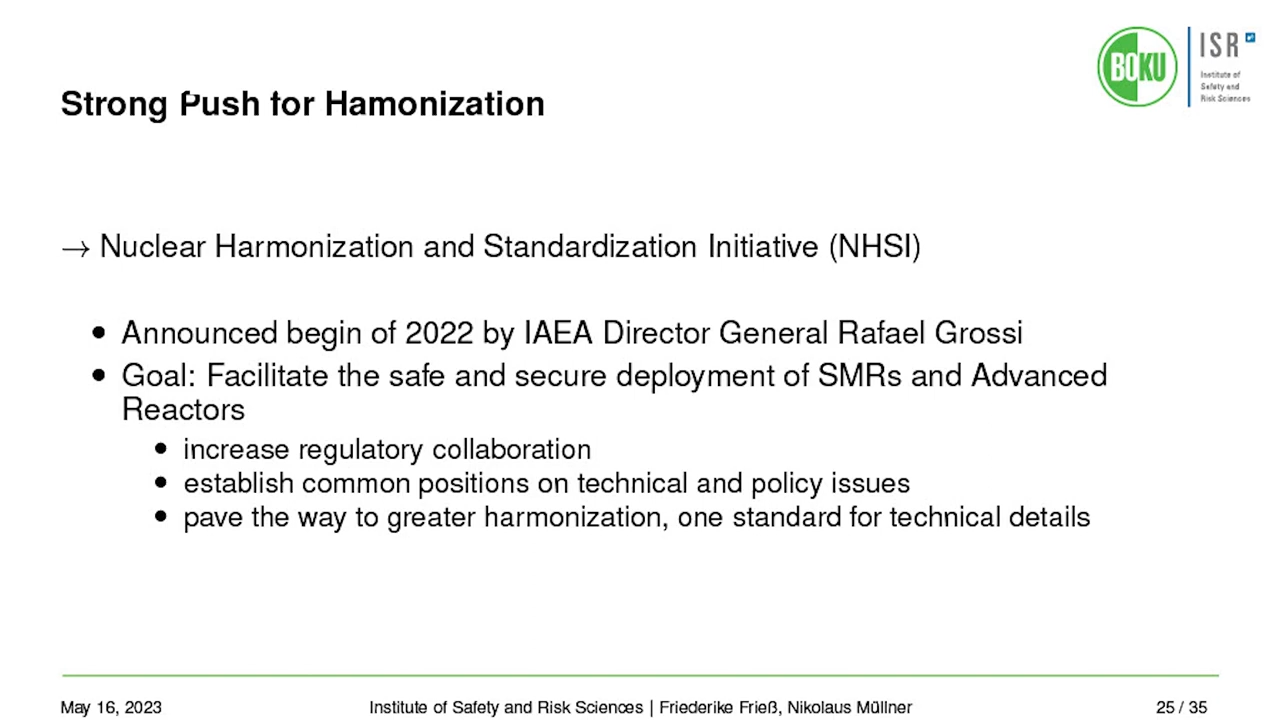 BOKU
ISR
Institute of
Safety and
Risk Sciences
Strong Push for Hamonization
→ Nuclear Harmonization and Standardization Initiative (NHSI)
• Announced begin of 2022 by IAEA Director General Rafael Grossi
• Goal: Facilitate the safe and secure deployment of SMRs and Advanced
Reactors
• increase regulatory collaboration
• establish common positions on technical and policy issues
• pave the way to greater harmonization, one standard for technical details
May 16, 2023 Institute of Safety and Risk Sciences | Friederike Frieß, Nikolaus Müllner 25 / 35